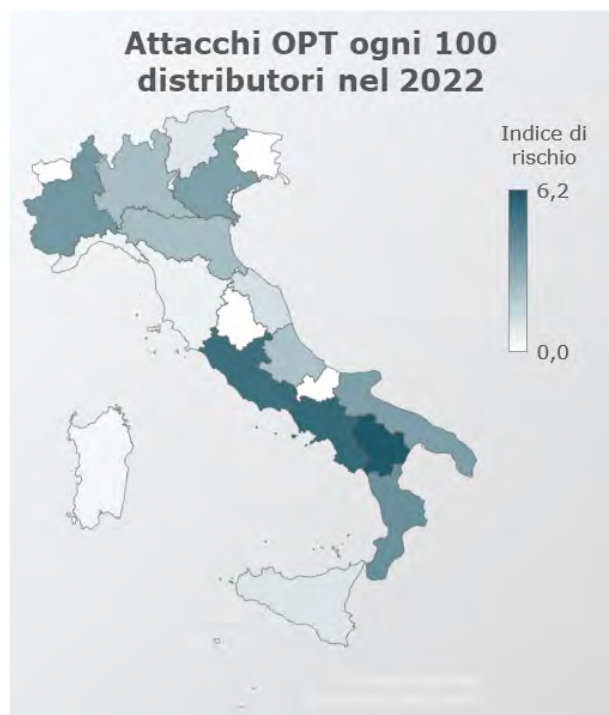 Attacchi OPT ogni 100
distributori nel 2022
Indice di
rischio
6,2
0,0